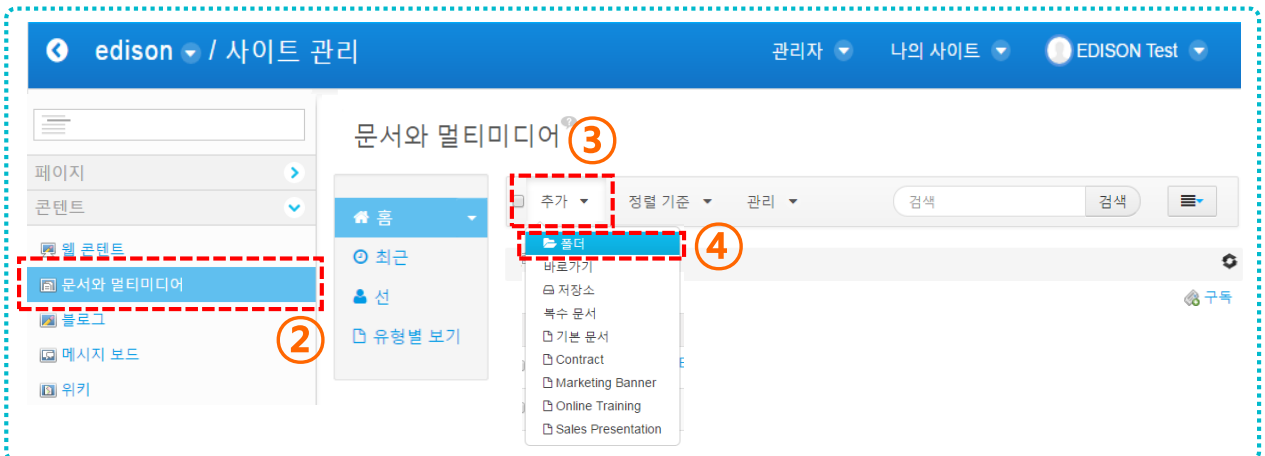 edison / 사이트 관리
관리자
나의 사이트
EDISON Test
페이지
콘텐트
웹 콘텐트
문서와 멀티미디어
블로그
메시지 보드
위키
②
문서와 멀티미디어
③
홈
최근
선
유형별 보기
추가
정렬 기준
관리
검색
검색
폴더
④
바로가기
저장소
복수 문서
기본 문서
Contract
Marketing Banner
Online Training
Sales Presentation
구독